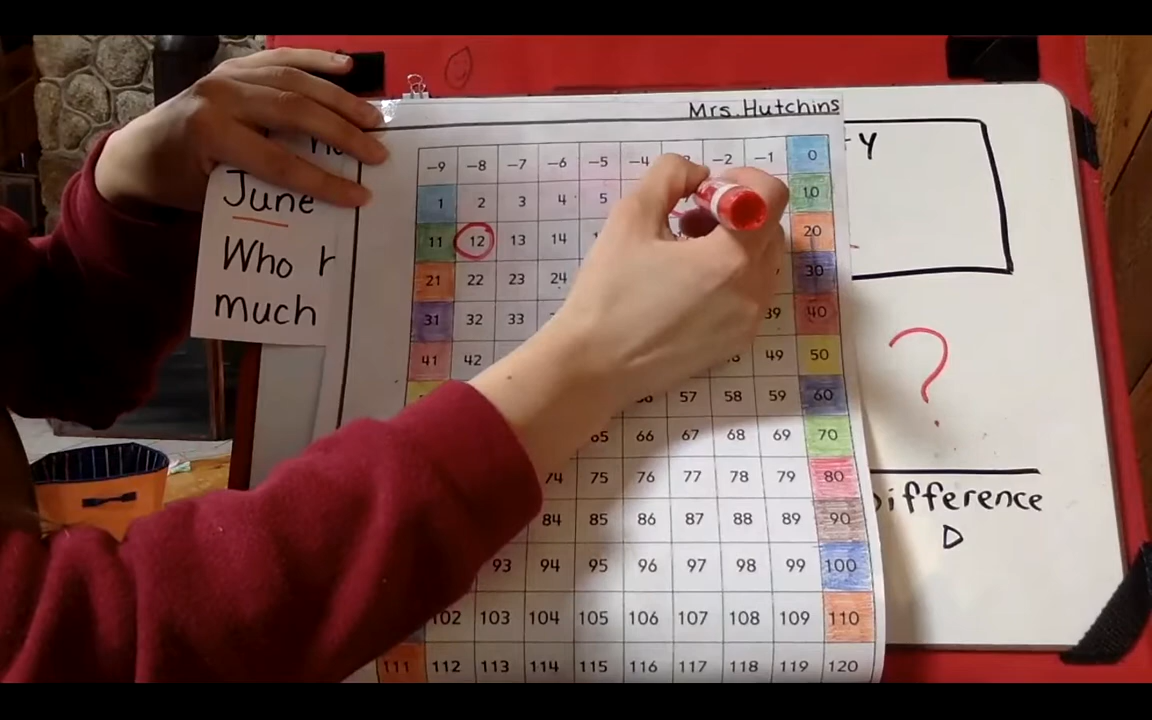 Mrs. Hutchins
June
Who h
much
-9 -8 -7 -6 -5 -4 -2 -1 0
1 2 3 4 5 10
11 12 13 14 20
21 22 23 24 30
31 32 33 39 40
41 42 49 50
57 58 59 60
65 66 67 68 69 70
74 75 76 77 78 79 80
84 85 86 87 88 89 90
93 94 95 96 97 98 99 100
102 103 104 105 106 107 108 109 110
111 112 113 114 115 116 117 118 119 120
y
?
Difference
D